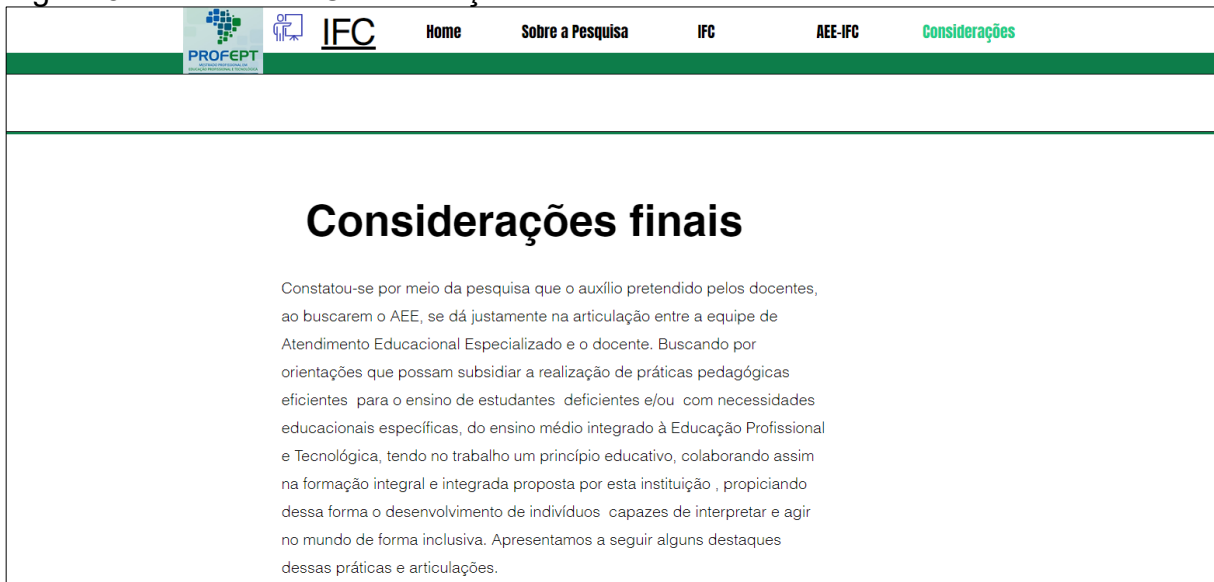 PROFEPT
IFC
Home
Sobre a Pesquisa
IFC
AEE-IFC
Considerações
Considerações finais
Constatou-se por meio da pesquisa que o auxílio pretendido pelos docentes,
ao buscarem o AEE, se dá justamente na articulação entre a equipe de
Atendimento Educacional Especializado e o docente. Buscando por
orientações que possam subsidiar a realização de práticas pedagógicas
eficientes  para o ensino de estudantes  deficientes e/ou  com necessidades
educacionais específicas, do ensino médio integrado à Educação Profissional
e Tecnológica, tendo no trabalho um princípio educativo, colaborando assim
na formação integral e integrada proposta por esta instituição , propiciando
dessa forma o desenvolvimento de indivíduos  capazes de interpretar e agir
no mundo de forma inclusiva. Apresentamos a seguir alguns destaques
dessas práticas e articulações.